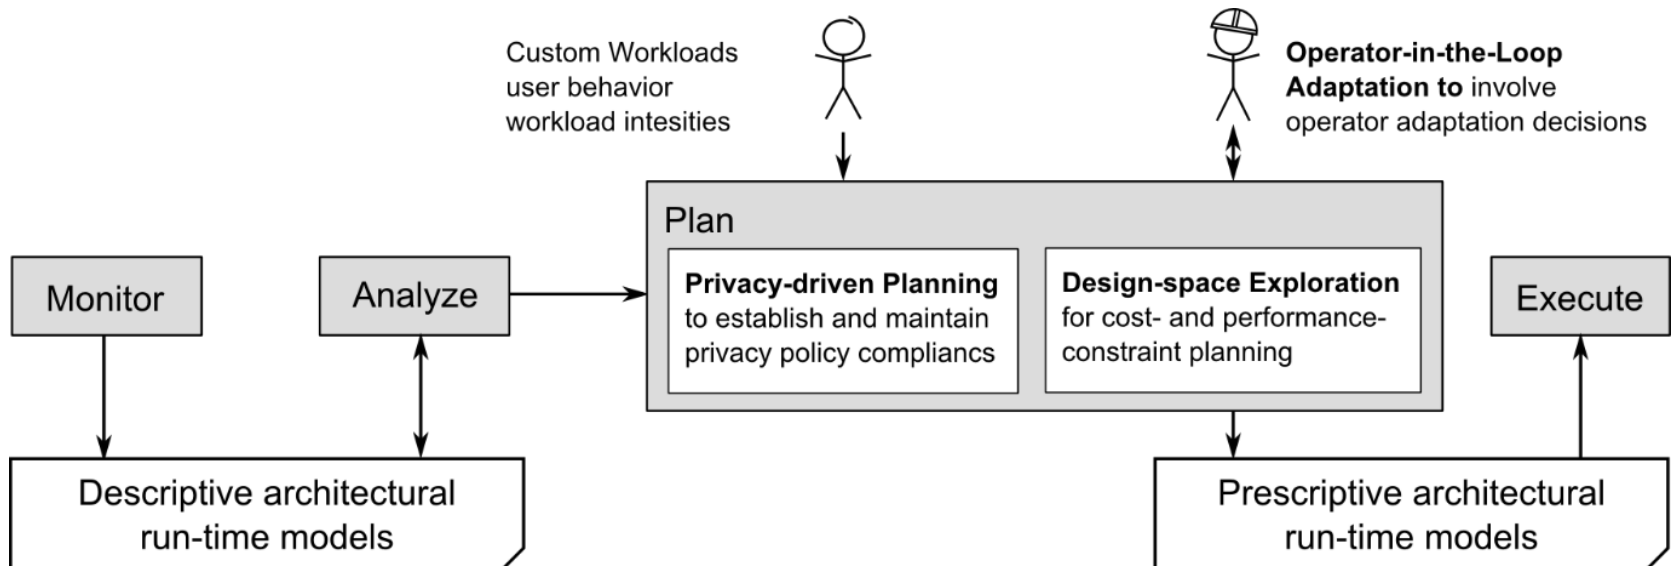 Custom Workloads
user behavior
workload intesities
Operator-in-the-Loop
Adaptation to involve
operator adaptation decisions
Plan
Monitor
Analyze
Privacy-driven Planning
to establish and maintain
privacy policy compliancs
Design-space Exploration
for cost- and performance-
constraint planning
Execute
Descriptive architectural
run-time models
Prescriptive architectural
run-time models